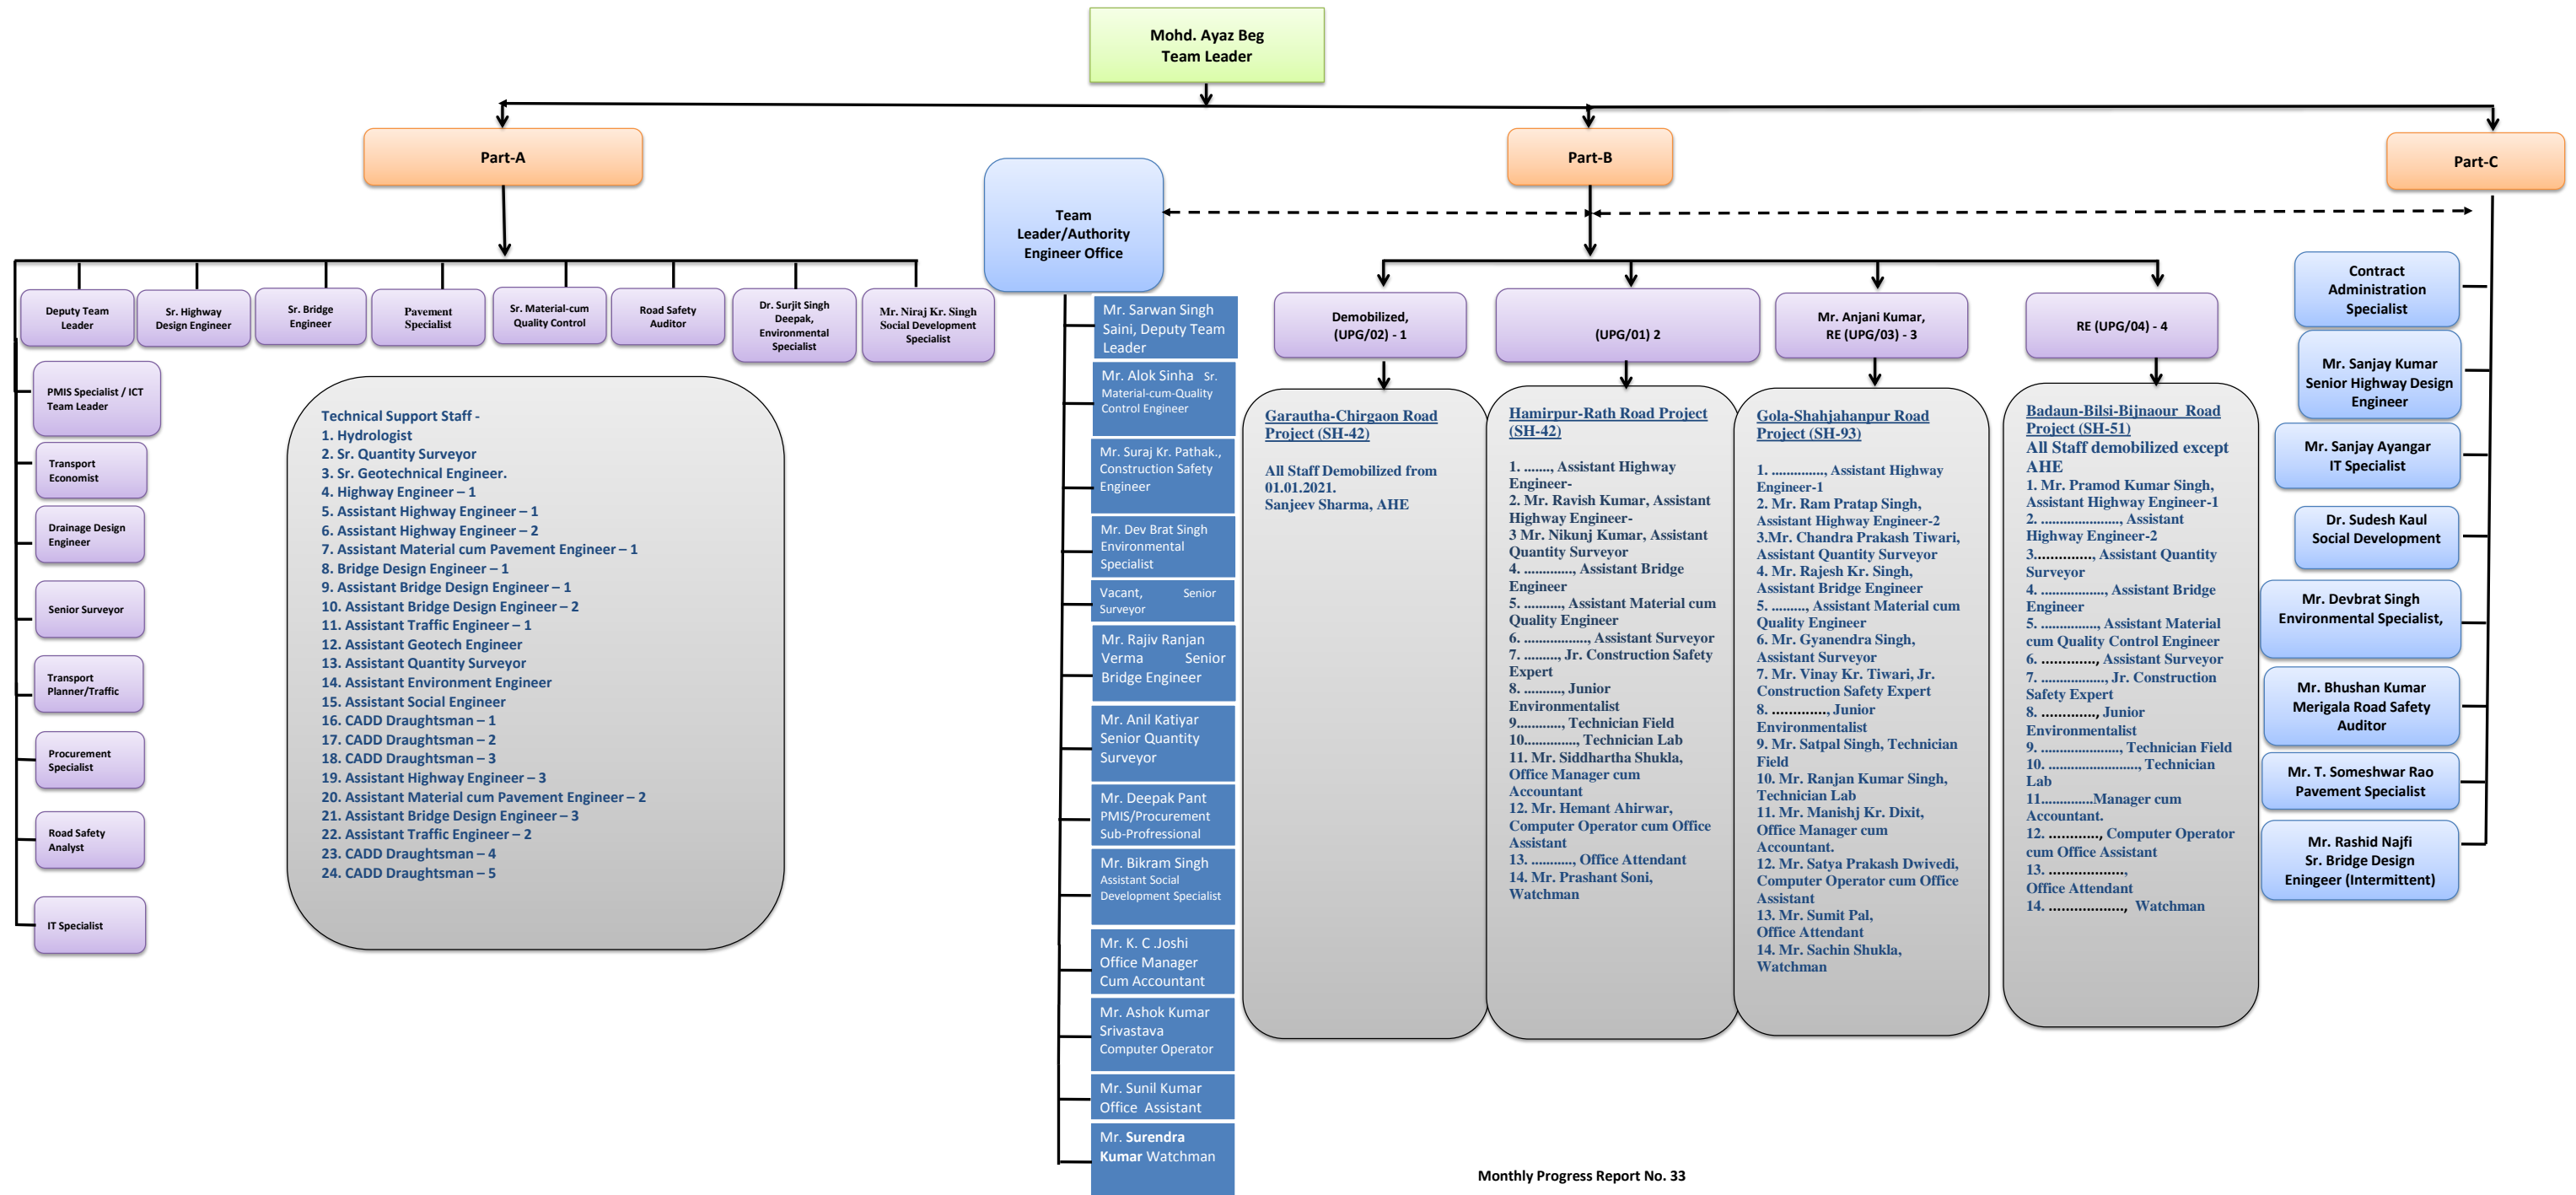 Mohd. Ayaz Beg
Team Leader
Part-A
Part-B
Part-C
Team
Leader/Authority
Engineer Office
Deputy Team
Leader
Sr. Highway
Design Engineer
Sr. Bridge
Engineer
Pavement
Specialist
Sr. Material-cum
Quality Control
Road Safety
Auditor
Dr. Surjit Singh
Deepak,
Environmental
Specialist
Mr. Niraj Kr. Singh
Social Development
Specialist
PMIS Specialist / ICT
Team Leader
Transport
Economist
Drainage Design
Engineer
Senior Surveyor
Transport
Planner/Traffic
Procurement
Specialist
Road Safety
Analyst
IT Specialist
Technical Support Staff -
1. Hydrologist
2. Sr. Quantity Surveyor
3. Sr. Geotechnical Engineer.
4. Highway Engineer – 1
5. Assistant Highway Engineer – 1
6. Assistant Highway Engineer – 2
7. Assistant Material cum Pavement Engineer – 1
8. Bridge Design Engineer – 1
9. Assistant Bridge Design Engineer – 1
10. Assistant Bridge Design Engineer – 2
11. Assistant Traffic Engineer – 1
12. Assistant Geotech Engineer
13. Assistant Quantity Surveyor
14. Assistant Environment Engineer
15. Assistant Social Engineer
16. CADD Draughtsman – 1
17. CADD Draughtsman – 2
18. CADD Draughtsman – 3
19. Assistant Highway Engineer – 3
20. Assistant Material cum Pavement Engineer – 2
21. Assistant Bridge Design Engineer – 3
22. Assistant Traffic Engineer – 2
23. CADD Draughtsman – 4
24. CADD Draughtsman – 5
Mr. Sarwan Singh
Saini, Deputy Team
Leader
Mr. Alok Sinha Sr.
Material-cum-Quality
Control Engineer
Mr. Suraj Kr. Pathak.,
Construction Safety
Engineer
Mr. Dev Brat Singh
Environmental
Specialist
Vacant, Senior
Surveyor
Mr. Rajiv Ranjan
Verma Senior
Bridge Engineer
Mr. Anil Katiyar
Senior Quantity
Surveyor
Mr. Deepak Pant
PMIS/Procurement
Sub-Profressional
Mr. Bikram Singh
Assistant Social
Development Specialist
Mr. K. C .Joshi
Office Manager
Cum Accountant
Mr. Ashok Kumar
Srivastava
Computer Operator
Mr. Sunil Kumar
Office Assistant
Mr. Surendra
Kumar Watchman
Demobilized,
(UPG/02) - 1
(UPG/01) 2
Mr. Anjani Kumar,
RE (UPG/03) - 3
RE (UPG/04) - 4
Garautha-Chirgaon Road
Project (SH-42)
All Staff Demobilized from
01.01.2021.
Sanjeev Sharma, AHE
Hamirpur-Rath Road Project
(SH-42)
1. ......., Assistant Highway
Engineer-
2. Mr. Ravish Kumar, Assistant
Highway Engineer-
3 Mr. Nikunj Kumar, Assistant
Quantity Surveyor
4. ............., Assistant Bridge
Engineer
5. .........., Assistant Material cum
Quality Engineer
6. ................., Assistant Surveyor
7. ........., Jr. Construction Safety
Expert
8. .........., Junior
Environmentalist
9............, Technician Field
10.............., Technician Lab
11. Mr. Siddhartha Shukla,
Office Manager cum
Accountant
12. Mr. Hemant Ahirwar,
Computer Operator cum Office
Assistant
13. ..........., Office Attendant
14. Mr. Prashant Soni,
Watchman
Gola-Shahjahanpur Road
Project (SH-93)
1. .............., Assistant Highway
Engineer-1
2. Mr. Ram Pratap Singh,
Assistant Highway Engineer-2
3.Mr. Chandra Prakash Tiwari,
Assistant Quantity Surveyor
4. Mr. Rajesh Kr. Singh,
Assistant Bridge Engineer
5. ........., Assistant Material cum
Quality Engineer
6. Mr. Gyanendra Singh,
Assistant Surveyor
7. Mr. Vinay Kr. Tiwari, Jr.
Construction Safety Expert
8. ............., Junior
Environmentalist
9. Mr. Satpal Singh, Technician
Field
10. Mr. Ranjan Kumar Singh,
Technician Lab
11. Mr. Manishj Kr. Dixit,
Office Manager cum
Accountant.
12. Mr. Satya Prakash Dwivedi,
Computer Operator cum Office
Assistant
13. Mr. Sumit Pal,
Office Attendant
14. Mr. Sachin Shukla,
Watchman
Badaun-Bilsi-Bijnaour Road
Project (SH-51)
All Staff demobilized except
AHE
1. Mr. Pramod Kumar Singh,
Assistant Highway Engineer-1
2. ....................., Assistant
Highway Engineer-2
3..............., Assistant Quantity
Surveyor
4. ................., Assistant Bridge
Engineer
5. ..............., Assistant Material
cum Quality Control Engineer
6. ............., Assistant Surveyor
7. .................., Jr. Construction
Safety Expert
8. ............., Junior
Environmentalist
9. ....................., Technician Field
10. ........................, Technician
Lab
11..............Manager cum
Accountant.
12. ............, Computer Operator
cum Office Assistant
13. ..................,
Office Attendant
14. .................., Watchman
Contract
Administration
Specialist
Mr. Sanjay Kumar
Senior Highway Design
Engineer
Mr. Sanjay Ayangar
IT Specialist
Dr. Sudesh Kaul
Social Development
Mr. Devbrat Singh
Environmental Specialist,
Mr. Bhushan Kumar
Merigala Road Safety
Auditor
Mr. T. Someshwar Rao
Pavement Specialist
Mr. Rashid Najfi
Sr. Bridge Design
Eningeer (Intermittent)
Monthly Progress Report No. 33